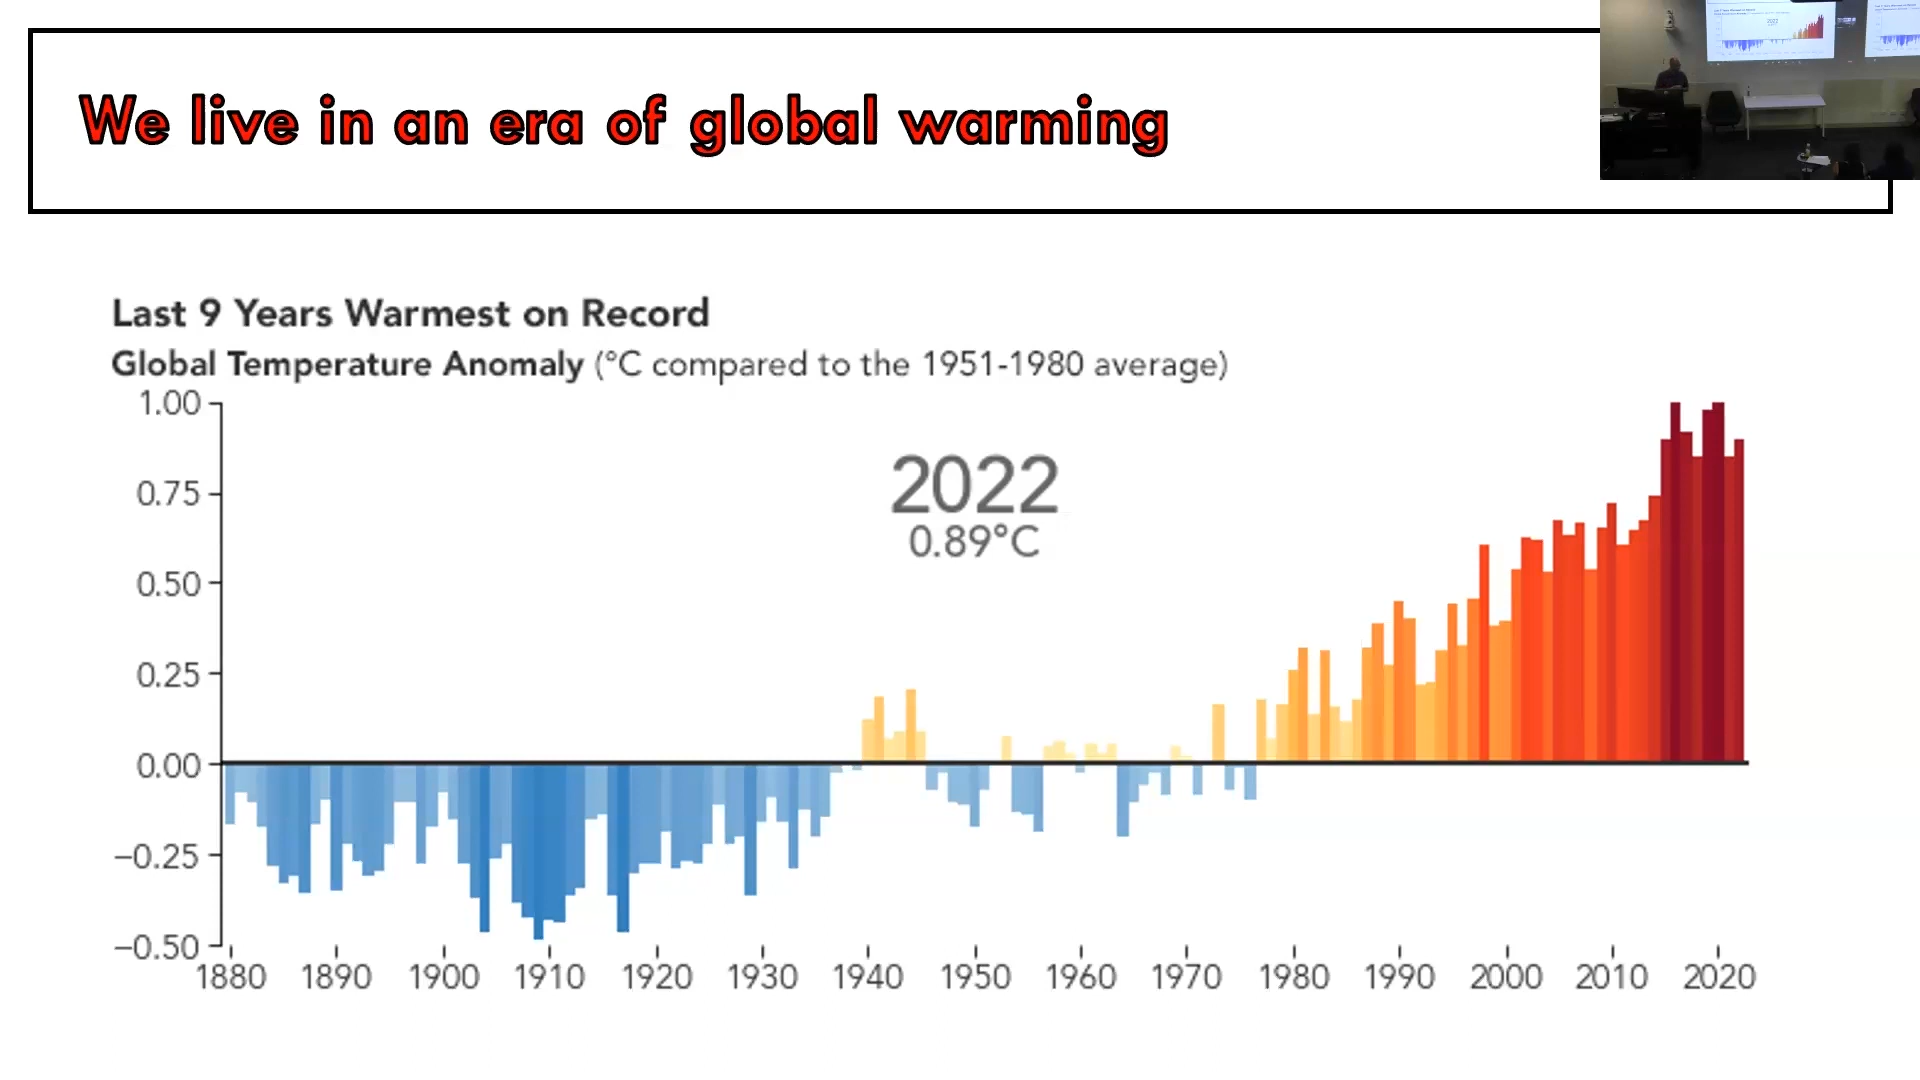 We live in an era of global warming
Last 9 Years Warmest on Record
Global Temperature Anomaly (°C compared to the 1951-1980 average)
1.00
2022
0.75
0.89°C
0.50
0.25
0.00
−0.25
−0.50
1880 1890 1900 1910 1920 1930 1940 1950 1960 1970 1980 1990 2000 2010 2020